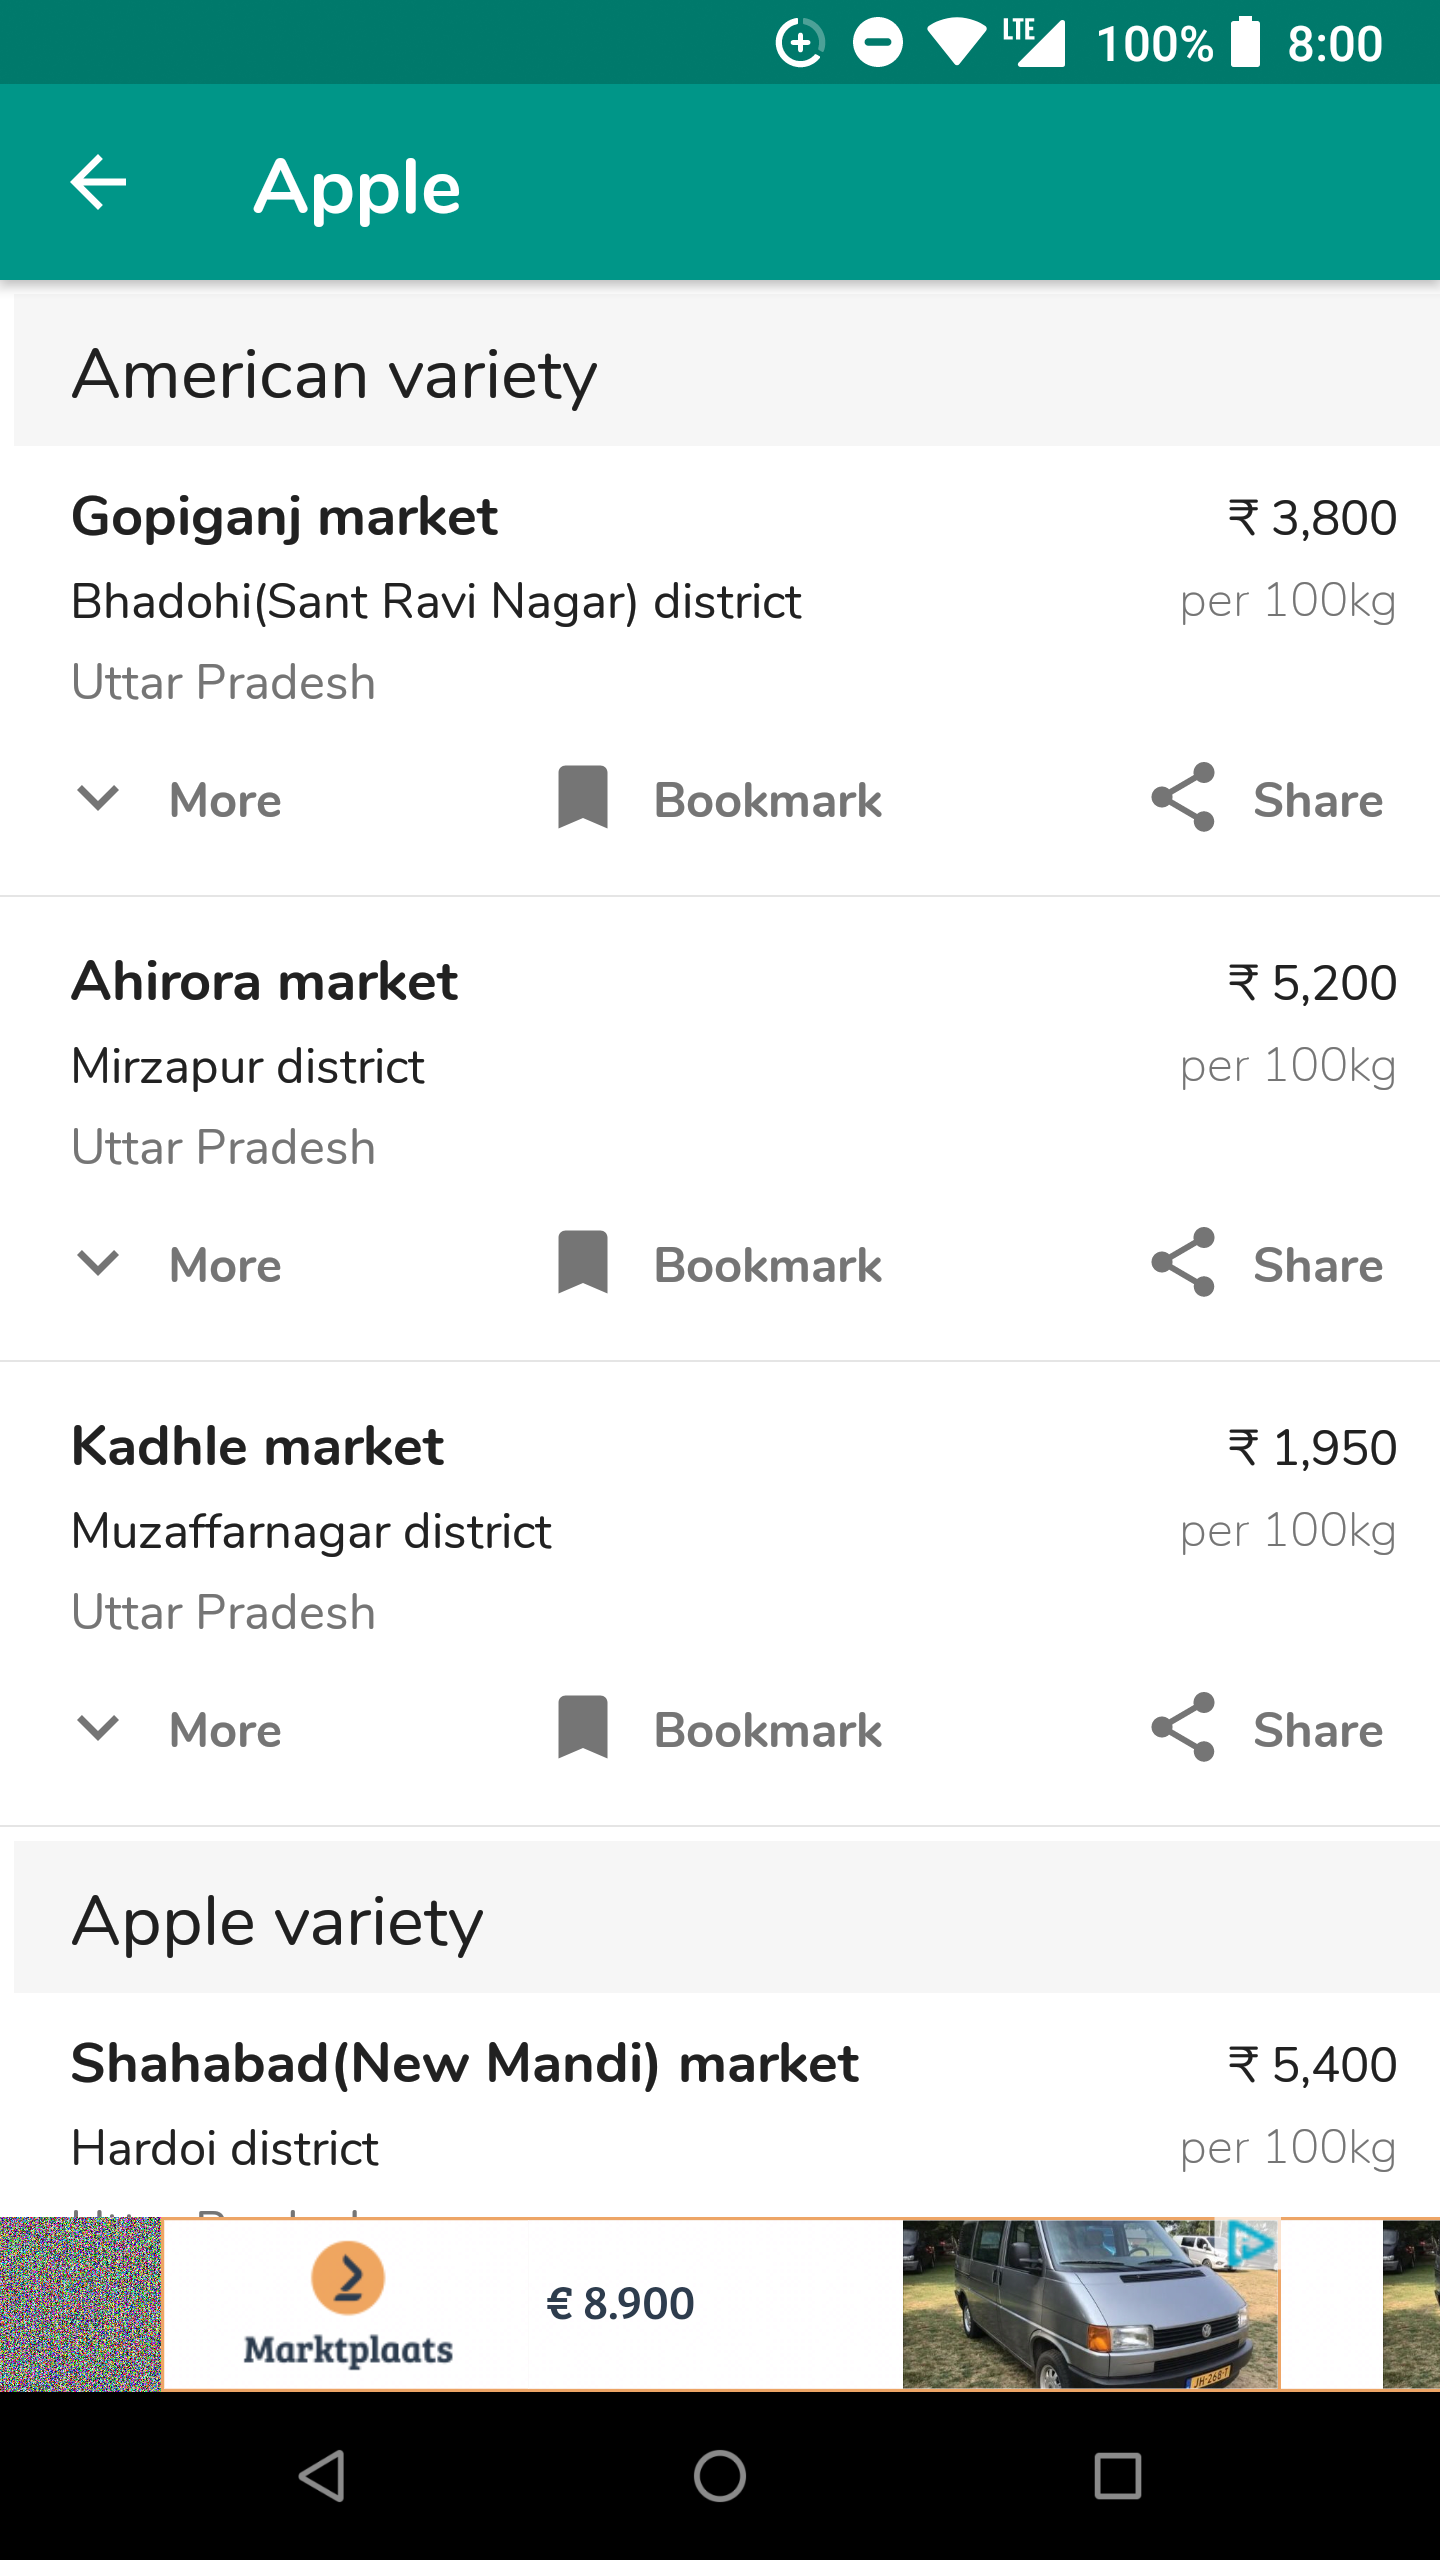 LTE 100% 8:00
Apple
American variety
Gopiganj market ₹ 3,800
Bhadohi(Sant Ravi Nagar) district per 100kg
Uttar Pradesh
More Bookmark Share
Ahirora market ₹ 5,200
Mirzapur district per 100kg
Uttar Pradesh
More Bookmark Share
Kadhle market ₹ 1,950
Muzaffarnagar district per 100kg
Uttar Pradesh
More Bookmark Share
Apple variety
Shahabad(New Mandi) market ₹ 5,400
Hardoi district per 100kg
Marktplaats
€ 8.900